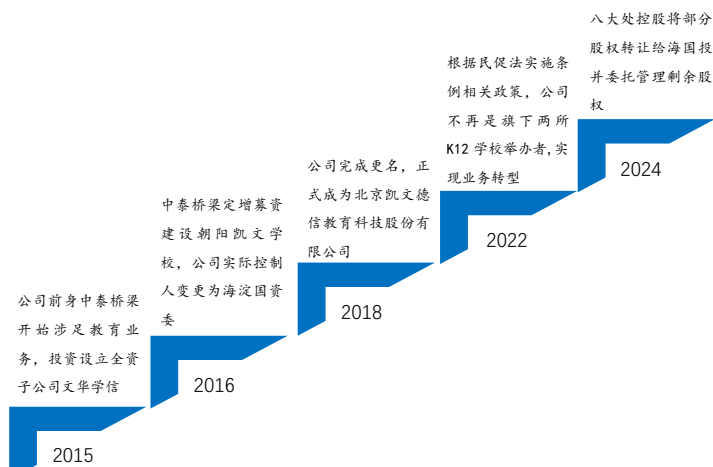 公司前身中泰桥梁
开始涉足教育业
务，投资设立全资
子公司文华学信
2015
中泰桥梁定增募资
建设朝阳凯文学
校，公司实际控制
人变更为海淀国资
委
2016
公司完成更名，正
式成为北京凯文德
信教育科技股份有
限公司
2018
根据民促法实施条
例相关政策，公司
不再是旗下两所
K12 学校举办者,实
现业务转型
2022
八大处控股将部分
股权转让给海国投
并委托管理剩余股
权
2024